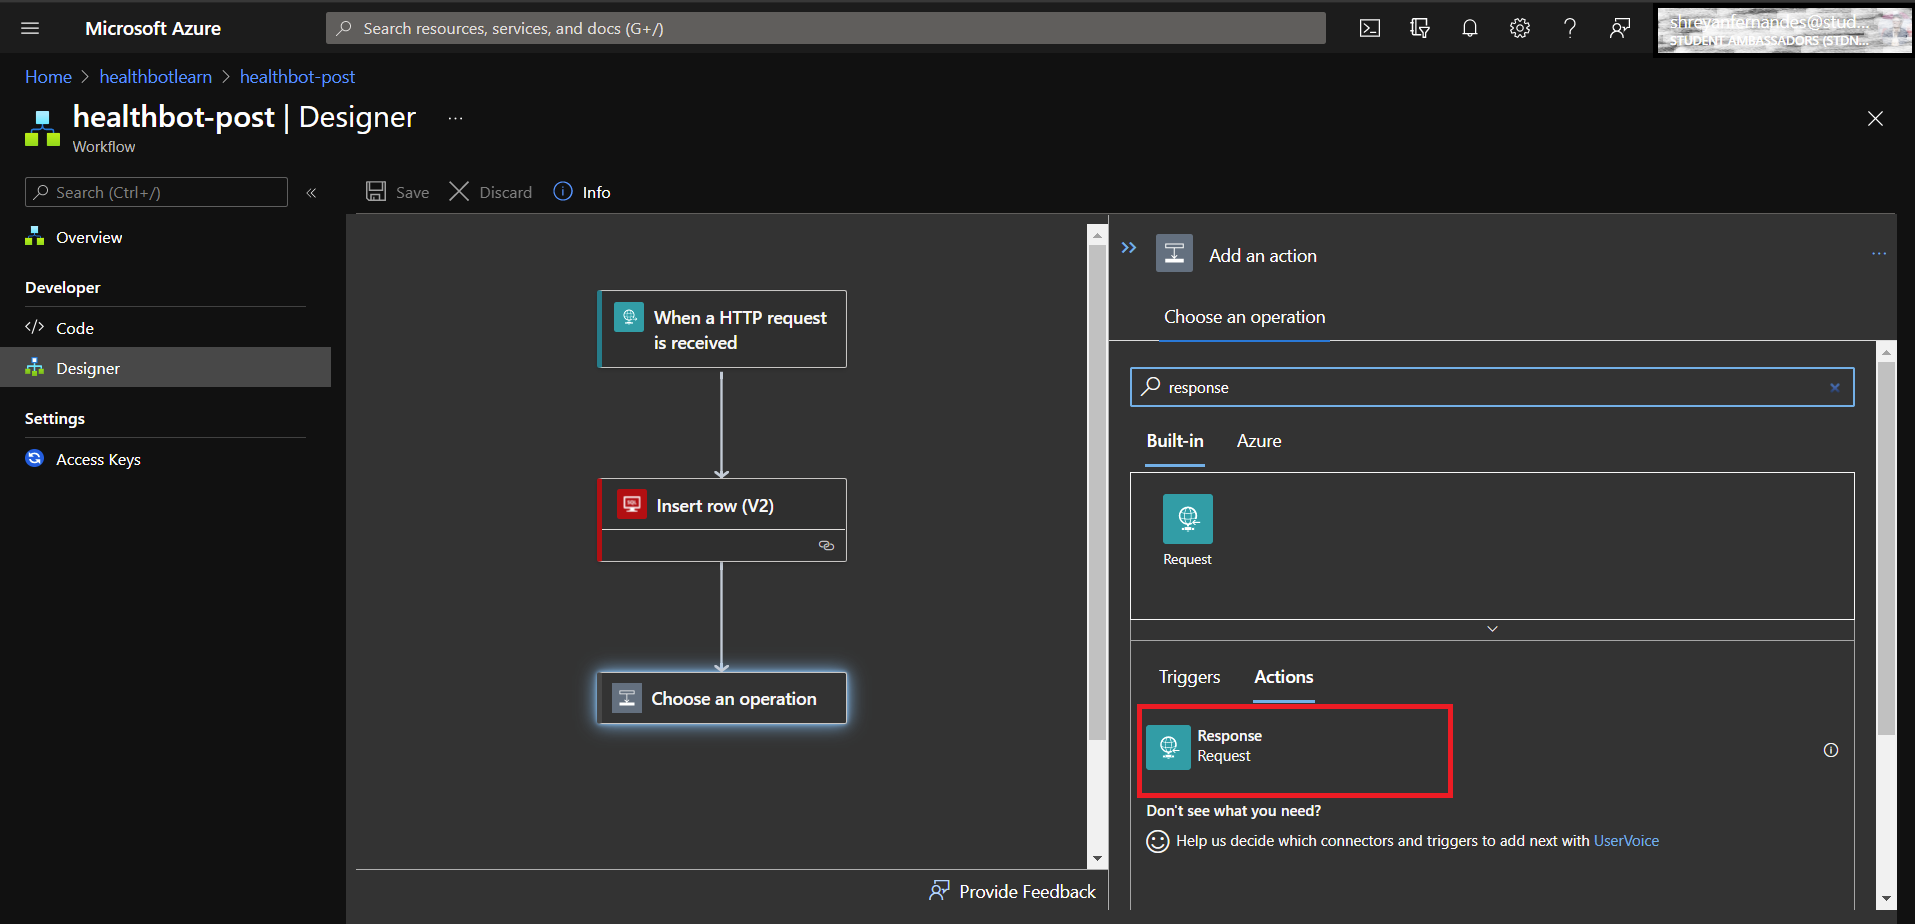 Microsoft Azure
Search resources, services, and docs (G+/)
shrevanfernandes@stud...
STUDENT AMBASSADORS (STDN...
Home > healthbotlearn > healthbot-post
healthbot-post | Designer ...
Workflow
Search (Ctrl+/)
«
Save
Discard
Info
Overview
Developer
Code
Designer
Settings
Access Keys
When a HTTP request
is received
Insert row (V2)
Choose an operation
Provide Feedback
Add an action
...
Choose an operation
response
Built-in
Azure
Request
Triggers
Actions
Response
Request
Don't see what you need?
Help us decide which connectors and triggers to add next with UserVoice